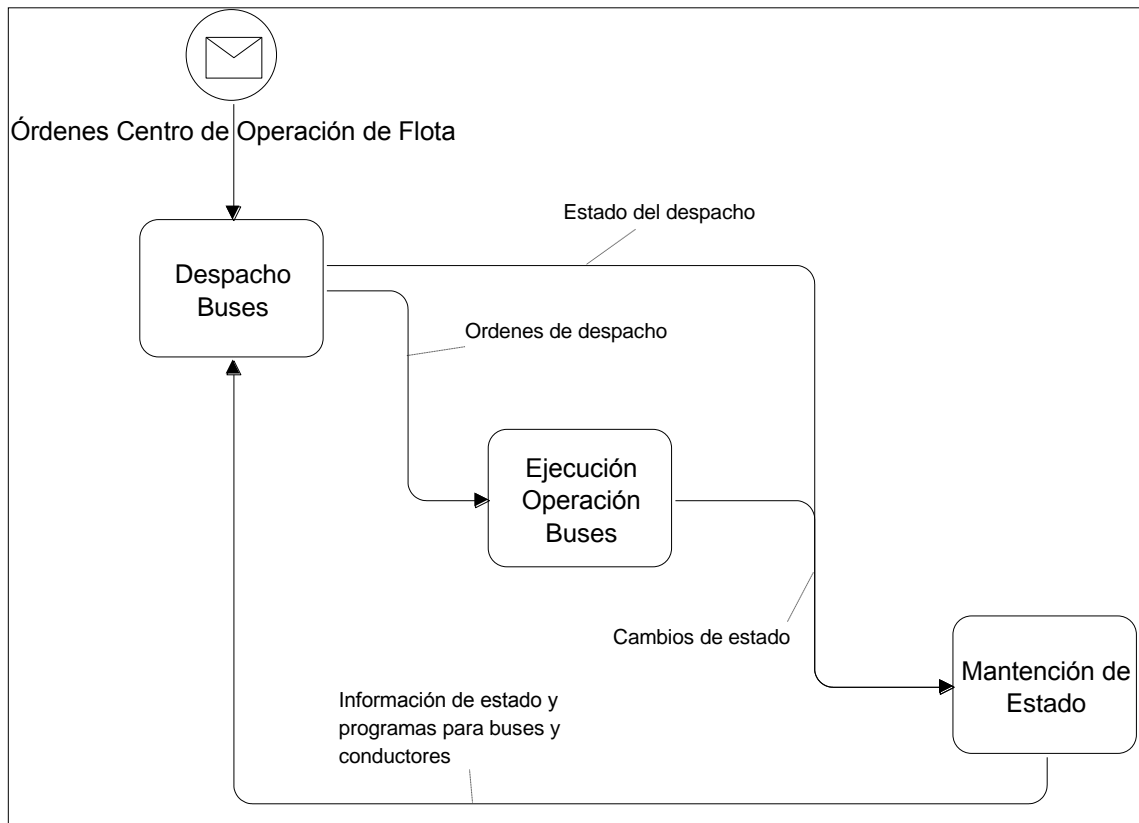 Órdenes Centro de Operación de Flota
Estado del despacho
Despacho
Buses
Ordenes de despacho
Ejecución
Operación
Buses
Cambios de estado
Mantención de
Estado
Información de estado y
programas para buses y
conductores